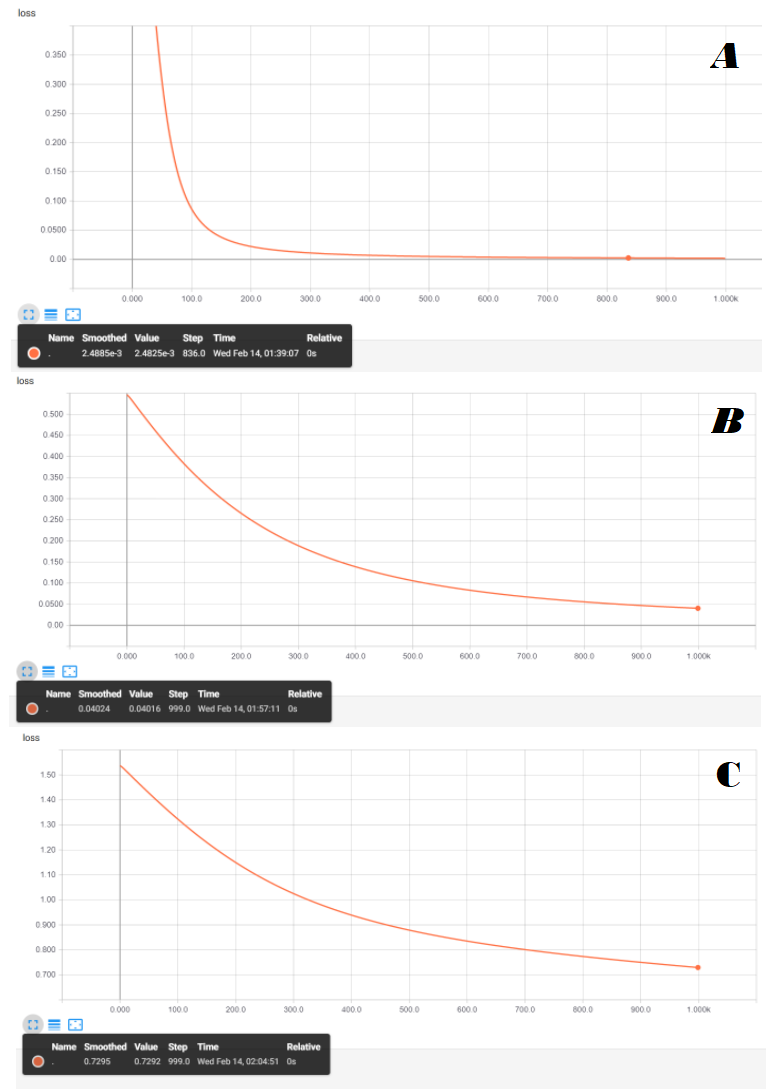 loss
A
0.350
0.300
0.250
0.200
0.150
0.100
0.0500
0.00
0.000 100.0 200.0 300.0 400.0 500.0 600.0 700.0 800.0 900.0 1.000k
Name Smoothed Value Step Time Relative
. 2.4885e-3 2.4825e-3 836.0 Wed Feb 14, 01:39:07 0s
loss
B
0.500
0.450
0.400
0.350
0.300
0.250
0.200
0.150
0.100
0.0500
0.00
0.000 100.0 200.0 300.0 400.0 500.0 600.0 700.0 800.0 900.0 1.000k
Name Smoothed Value Step Time Relative
. 0.04024 0.04016 999.0 Wed Feb 14, 01:57:11 0s
loss
C
1.50
1.40
1.30
1.20
1.10
1.00
0.900
0.800
0.700
0.000 100.0 200.0 300.0 400.0 500.0 600.0 700.0 800.0 900.0 1.000k
Name Smoothed Value Step Time Relative
. 0.7295 0.7292 999.0 Wed Feb 14, 02:04:51 0s